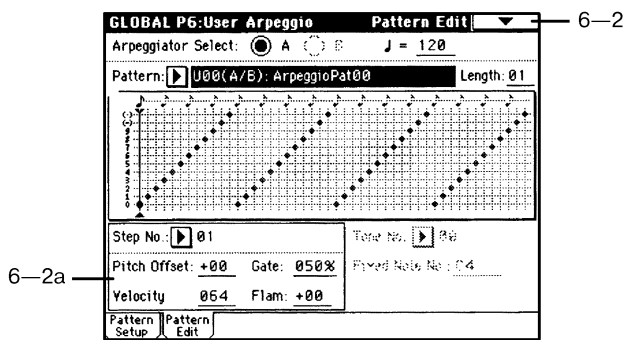 GLOBAL P6:User Arpeggio Pattern Edit
6—2
Arpeggiator Select: A B ♩ = 120
Pattern: U00(A/B): ArpeggioPat00 Length: 01
Step No.: 01 Tone No. 00
Pitch Offset: +00 Gate: 050% Fixed Note No.: C4
6—2a
Velocity 064 Flam: +00
Pattern Setup Pattern Edit